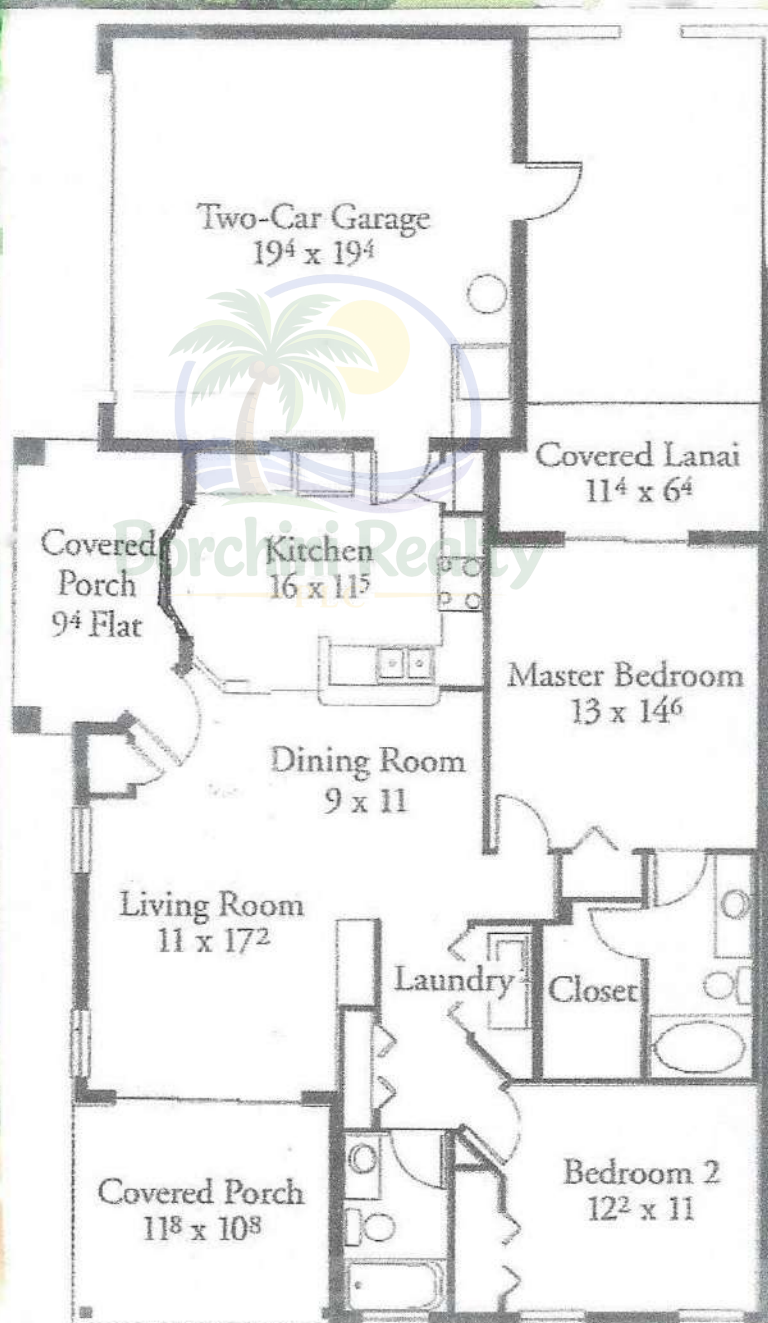 Two-Car Garage
19⁴ x 19⁴
Covered Lanai
11⁴ x 6⁴
Covered
Porch
9⁴ Flat
Kitchen
16 x 11⁵
Borchini Realty
LLC
Master Bedroom
13 x 14⁶
Dining Room
9 x 11
Living Room
11 x 17²
Laundry
Closet
Covered Porch
11⁸ x 10⁸
Bedroom 2
12² x 11